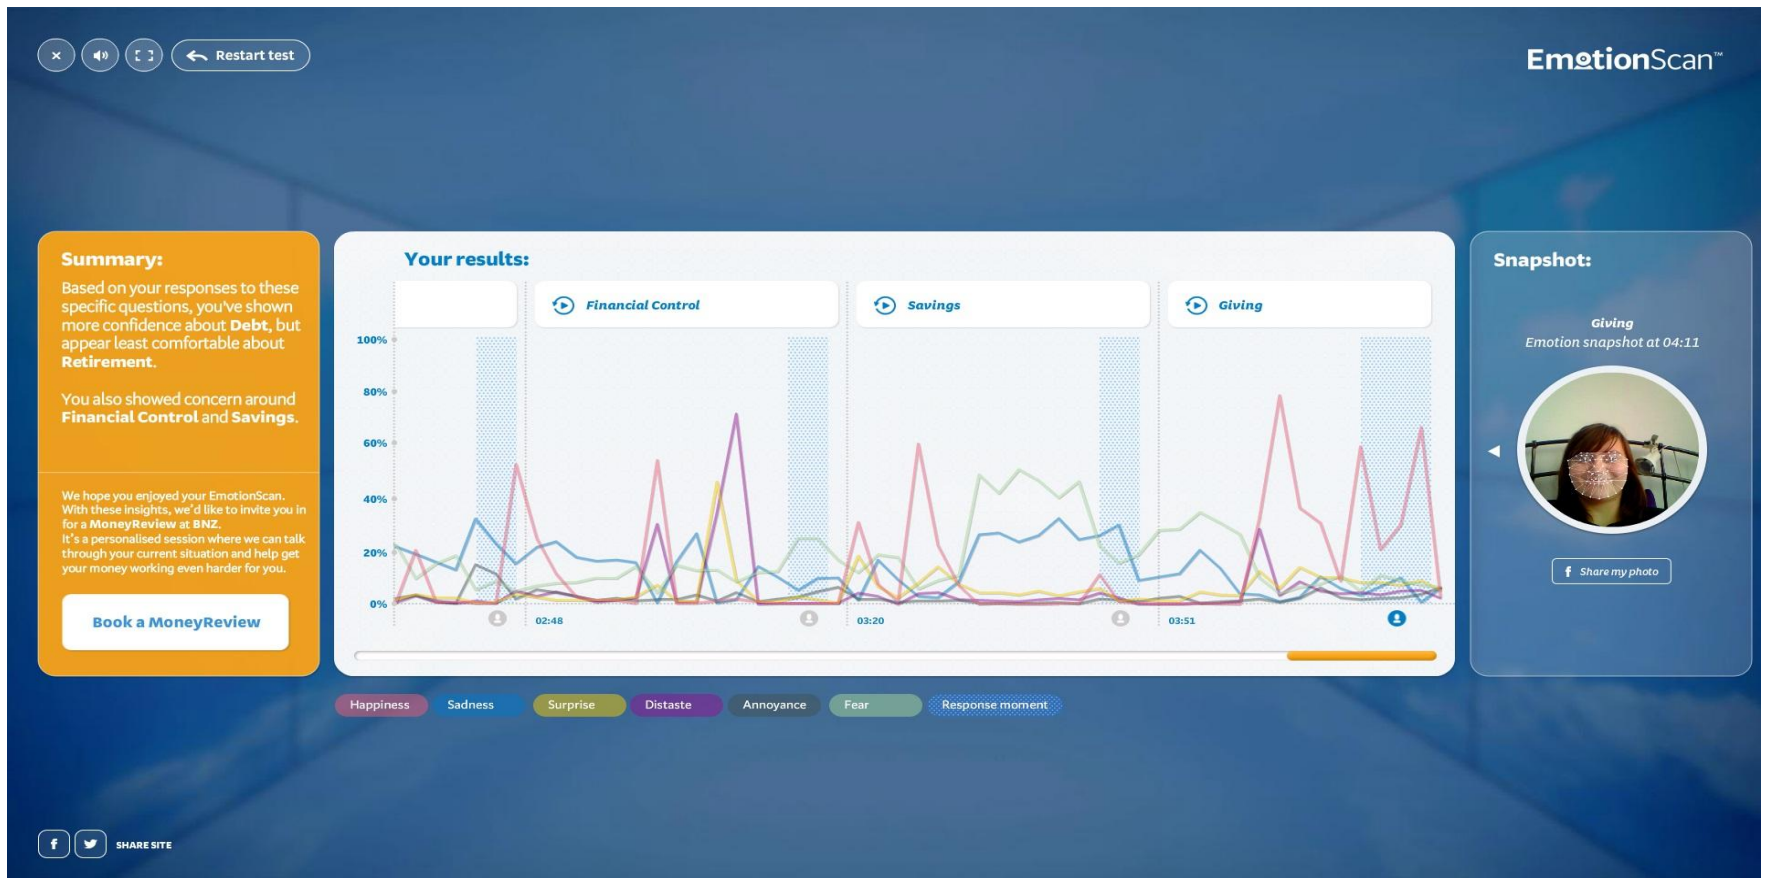 Restart test
EmotionScan™
Summary:
Based on your responses to these
specific questions, you've shown
more confidence about Debt, but
appear least comfortable about
Retirement.
You also showed concern around
Financial Control and Savings.
We hope you enjoyed your EmotionScan.
With these insights, we'd like to invite you in
for a MoneyReview at BNZ.
It's a personalised session where we can talk
through your current situation and help get
your money working even harder for you.
Book a MoneyReview
Your results:
Financial Control
Savings
Giving
100%
80%
60%
40%
20%
0%
02:48
03:20
03:51
Happiness
Sadness
Surprise
Distaste
Annoyance
Fear
Response moment
Snapshot:
Giving
Emotion snapshot at 04:11
f Share my photo
f
SHARE SITE